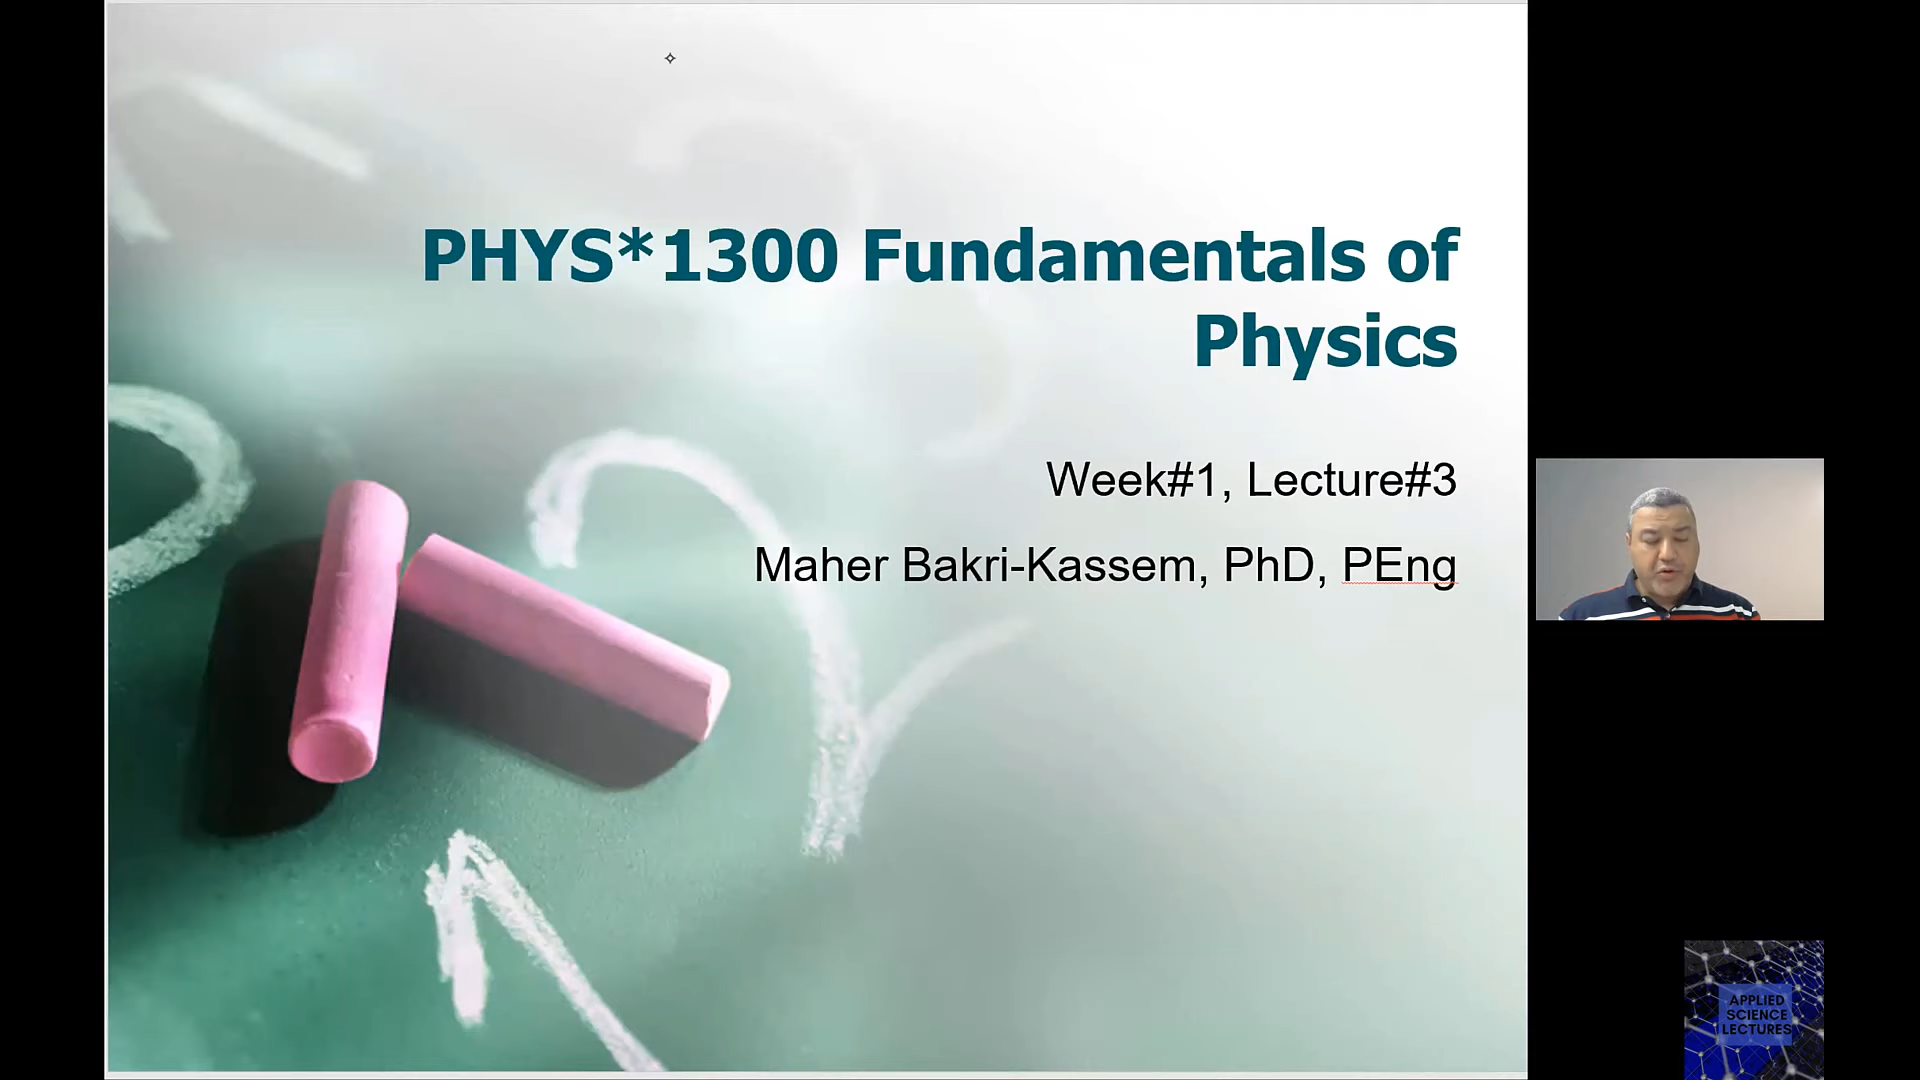 PHYS*1300 Fundamentals of
Physics
Week#1, Lecture#3
Maher Bakri-Kassem, PhD, PEng
APPLIED
SCIENCE
LECTURES